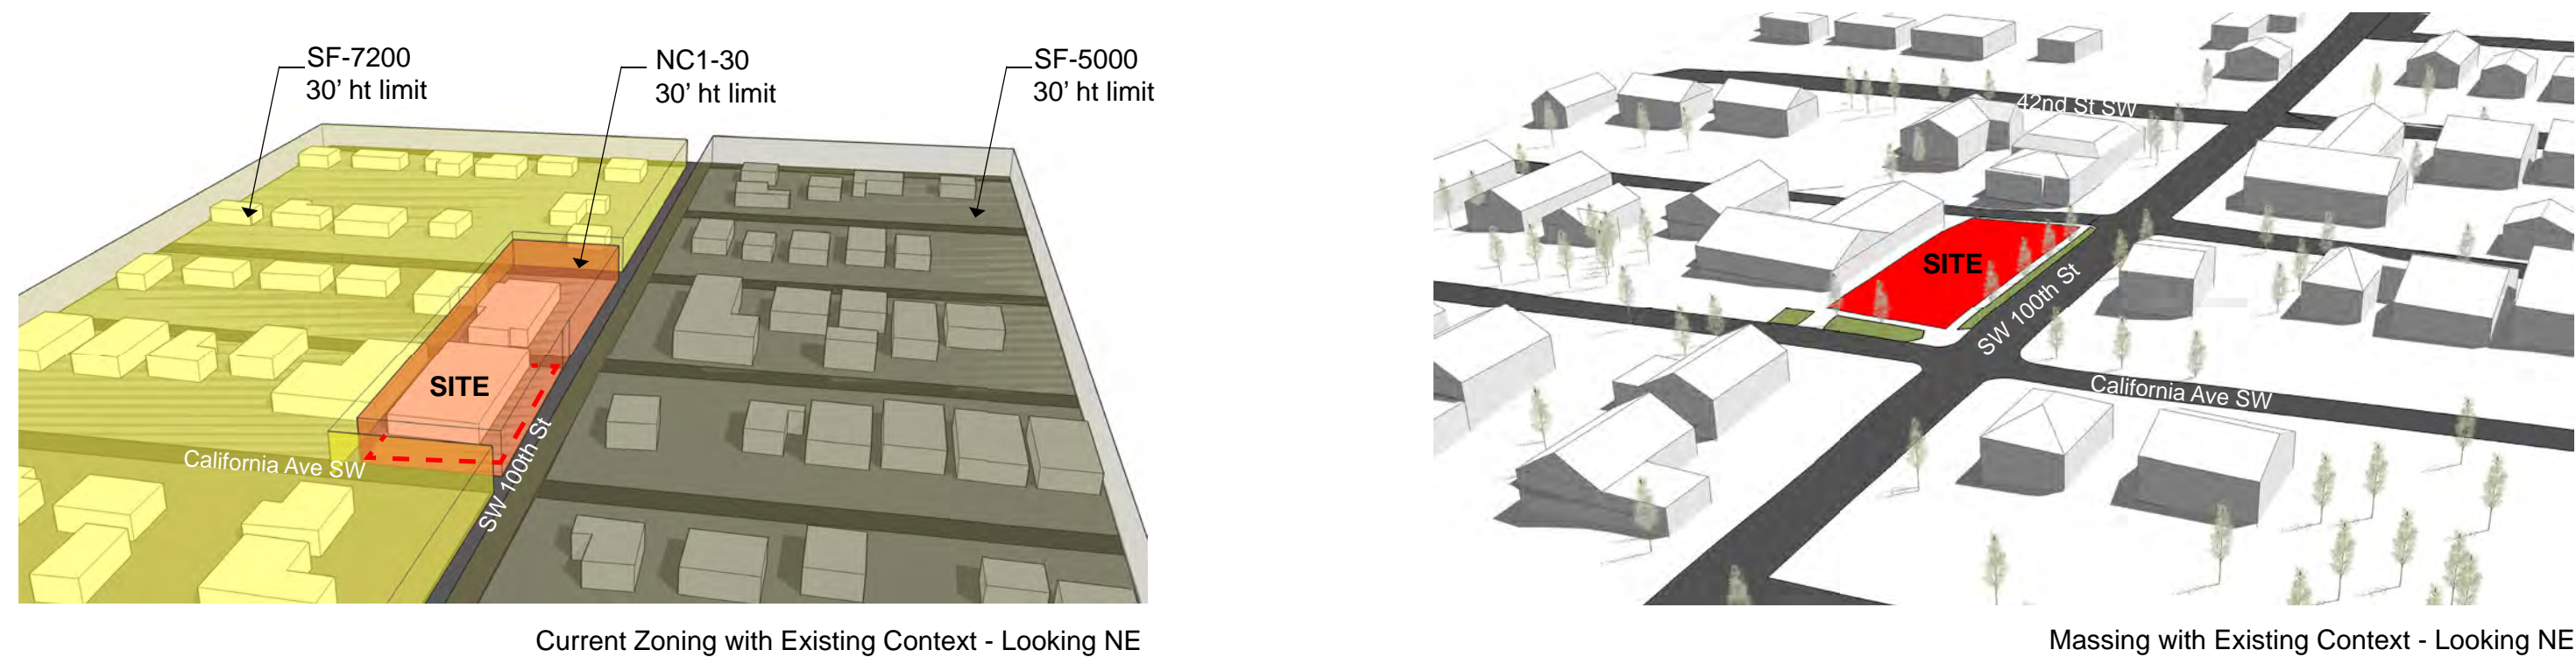 SF-7200
30' ht limit
NC1-30
30' ht limit
SF-5000
30' ht limit
SITE
California Ave SW
SW 100th St
Current Zoning with Existing Context - Looking NE
42nd St SW
SITE
SW 100th St
California Ave SW
Massing with Existing Context - Looking NE